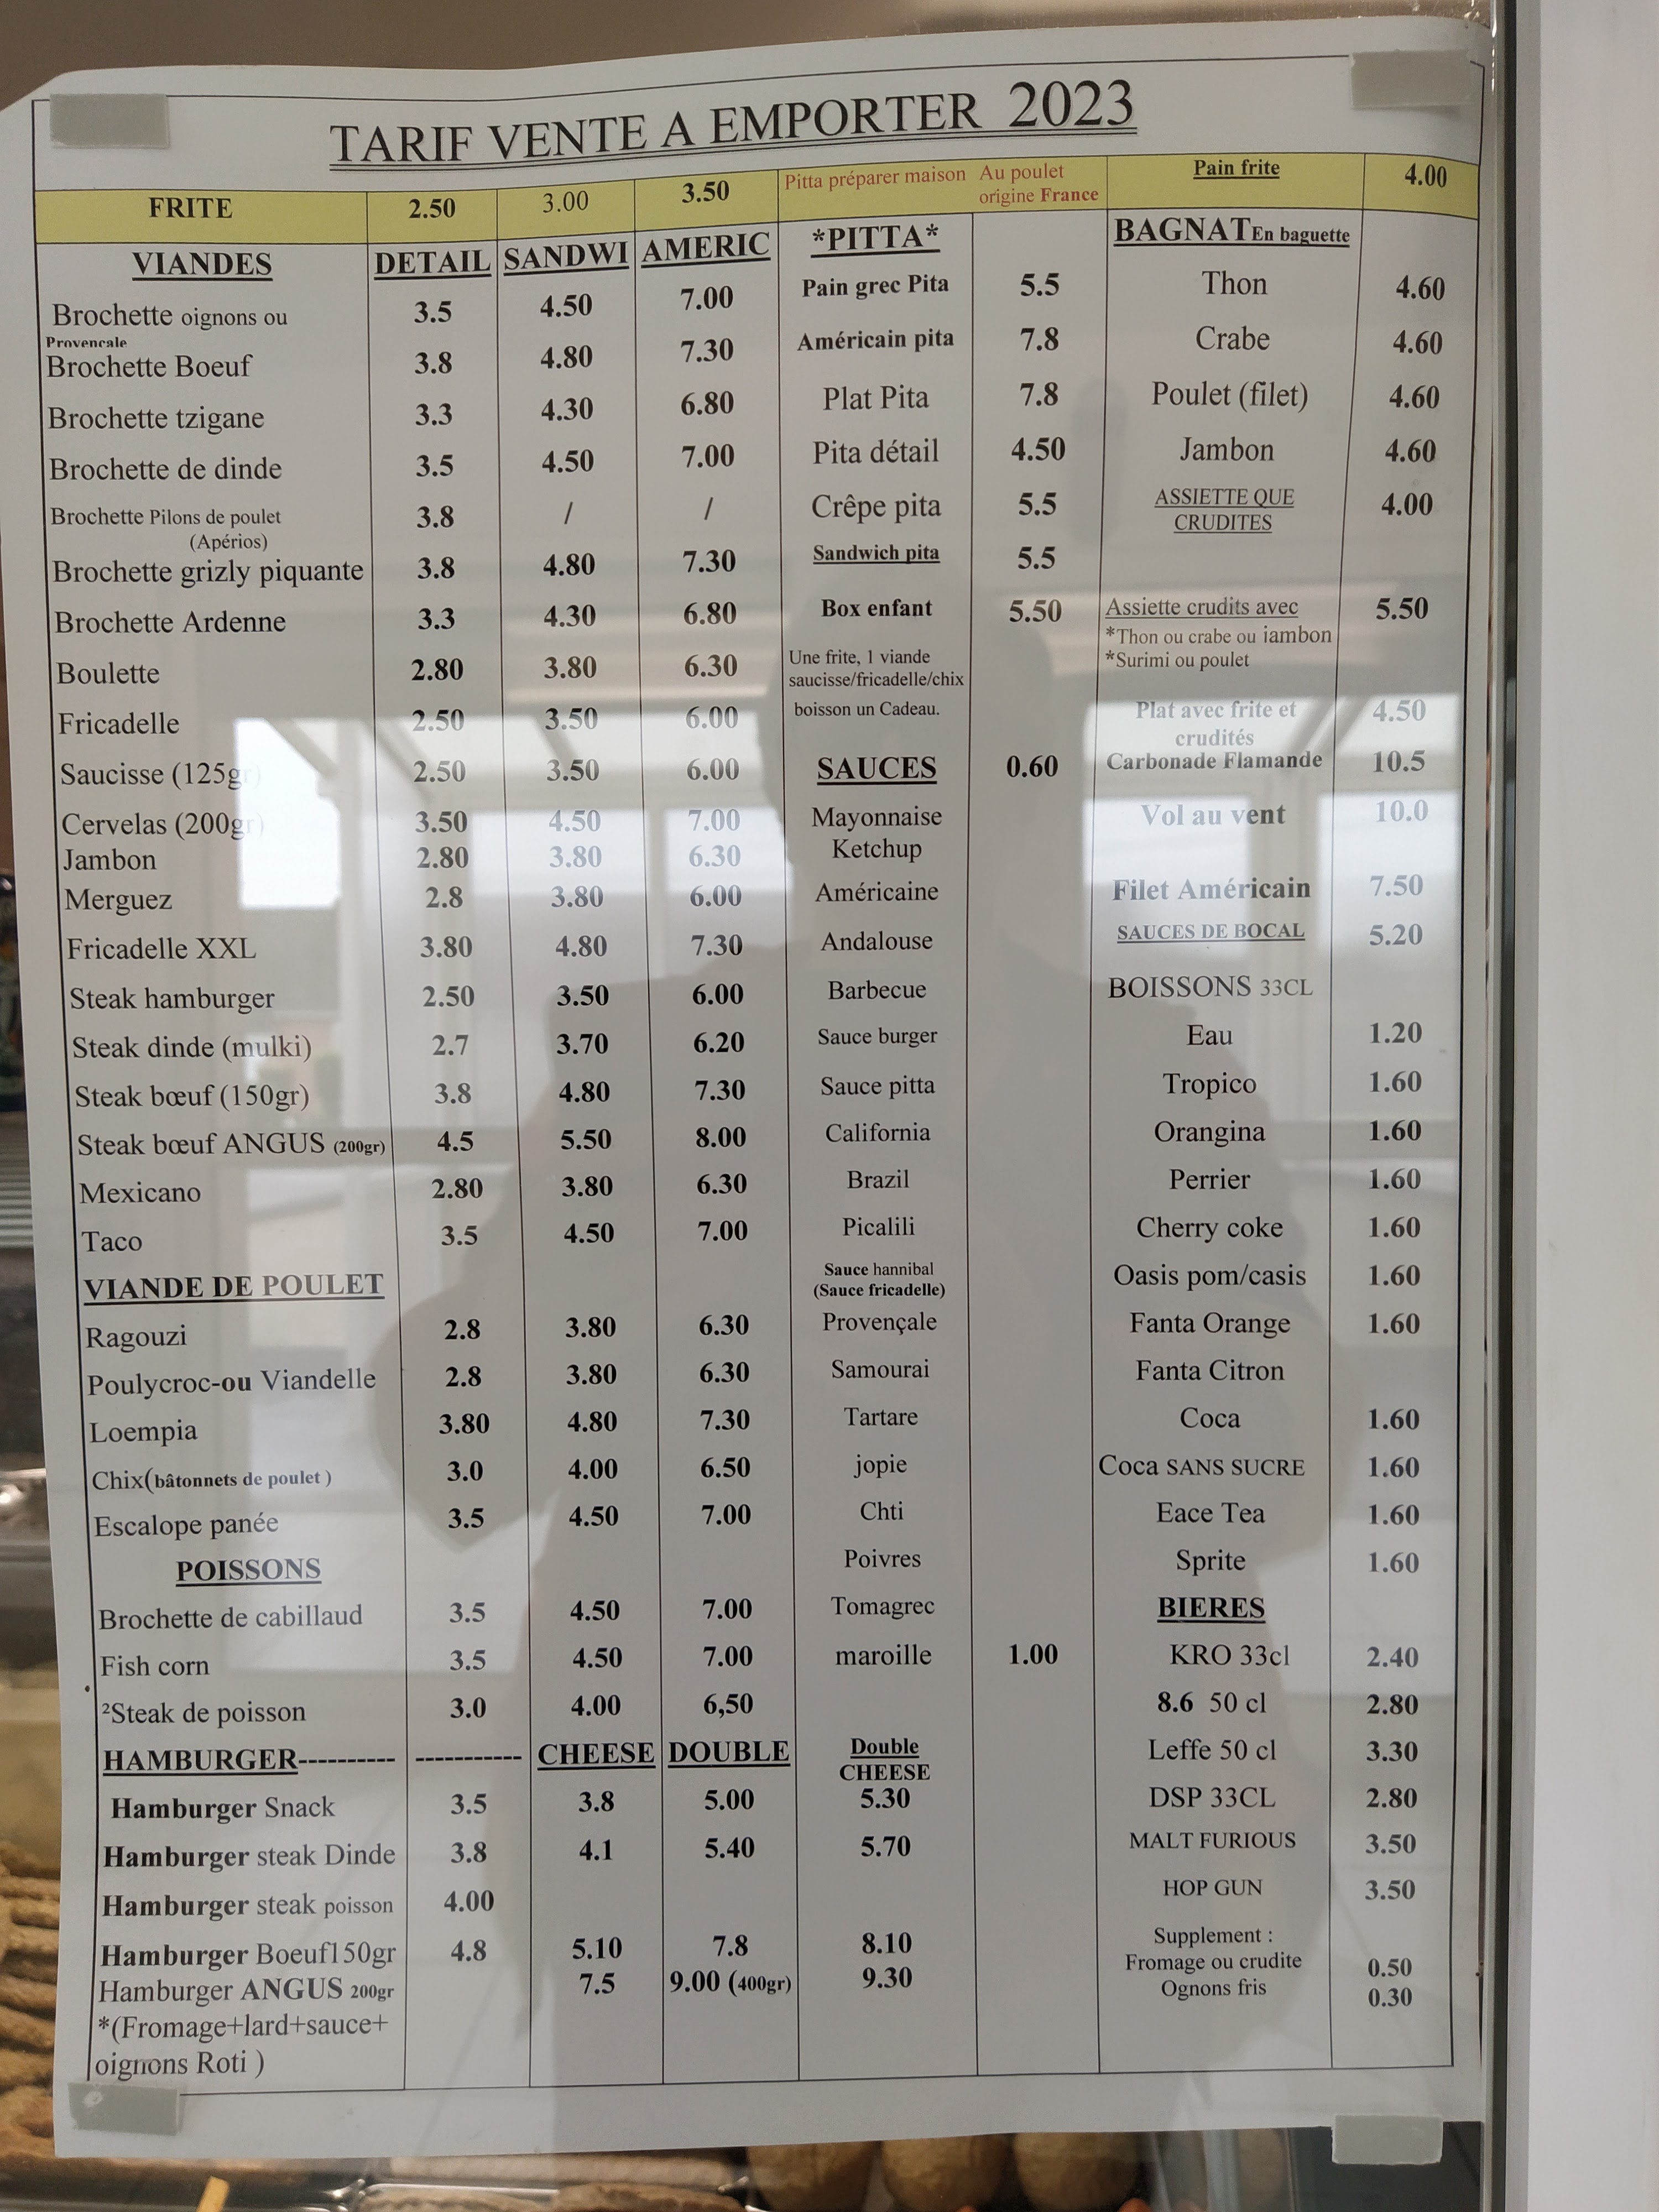 TARIF VENTE A EMPORTER 2023
FRITE 2.50 3.00 3.50 Pitta préparer maison Au poulet origine France Pain frite 4.00
VIANDES DETAIL SANDWI AMERIC *PITTA* BAGNAT En baguette
Brochette oignons ou Provencale 3.5 4.50 7.00 Pain grec Pita 5.5 Thon 4.60
Brochette Boeuf 3.8 4.80 7.30 Américain pita 7.8 Crabe 4.60
Brochette tzigane 3.3 4.30 6.80 Plat Pita 7.8 Poulet (filet) 4.60
Brochette de dinde 3.5 4.50 7.00 Pita détail 4.50 Jambon 4.60
Brochette Pilons de poulet (Apérios) 3.8 / / Crêpe pita 5.5 ASSIETTE QUE CRUDITES 4.00
Brochette grizly piquante 3.8 4.80 7.30 Sandwich pita 5.5
Brochette Ardenne 3.3 4.30 6.80 Box enfant 5.50 Assiette crudits avec 5.50
*Thon ou crabe ou iambon
Boulette 2.80 3.80 6.30 Une frite, 1 viande saucisse/fricadelle/chix *Surimi ou poulet
Fricadelle 2.50 3.50 6.00 boisson un Cadeau. Plat avec frite et crudités 4.50
Saucisse (125gr) 2.50 3.50 6.00 SAUCES 0.60 Carbonade Flamande 10.5
Cervelas (200gr) 3.50 4.50 7.00 Mayonnaise Vol au vent 10.0
Jambon 2.80 3.80 6.30 Ketchup
Merguez 2.8 3.80 6.00 Américaine Filet Américain 7.50
Fricadelle XXL 3.80 4.80 7.30 Andalouse SAUCES DE BOCAL 5.20
Steak hamburger 2.50 3.50 6.00 Barbecue BOISSONS 33CL
Steak dinde (mulki) 2.7 3.70 6.20 Sauce burger Eau 1.20
Steak bœuf (150gr) 3.8 4.80 7.30 Sauce pitta Tropico 1.60
Steak bœuf ANGUS (200gr) 4.5 5.50 8.00 California Orangina 1.60
Mexicano 2.80 3.80 6.30 Brazil Perrier 1.60
Taco 3.5 4.50 7.00 Picalili Cherry coke 1.60
VIANDE DE POULET Sauce hannibal (Sauce fricadelle) Oasis pom/casis 1.60
Ragouzi 2.8 3.80 6.30 Provençale Fanta Orange 1.60
Poulycroc-ou Viandelle 2.8 3.80 6.30 Samourai Fanta Citron
Loempia 3.80 4.80 7.30 Tartare Coca 1.60
Chix(bâtonnets de poulet ) 3.0 4.00 6.50 jopie Coca SANS SUCRE 1.60
Escalope panée 3.5 4.50 7.00 Chti Eace Tea 1.60
POISSONS Poivres Sprite 1.60
Brochette de cabillaud 3.5 4.50 7.00 Tomagrec BIERES
Fish corn 3.5 4.50 7.00 maroille 1.00 KRO 33cl 2.40
²Steak de poisson 3.0 4.00 6,50 8.6 50 cl 2.80
HAMBURGER---------- ----------- CHEESE DOUBLE Double CHEESE Leffe 50 cl 3.30
Hamburger Snack 3.5 3.8 5.00 5.30 DSP 33CL 2.80
Hamburger steak Dinde 3.8 4.1 5.40 5.70 MALT FURIOUS 3.50
Hamburger steak poisson 4.00 HOP GUN 3.50
Supplement :
Hamburger Boeuf150gr 4.8 5.10 7.8 8.10 Fromage ou crudite 0.50
Hamburger ANGUS 200gr 7.5 9.00 (400gr) 9.30 Ognons fris 0.30
*(Fromage+lard+sauce+
oignons Roti )